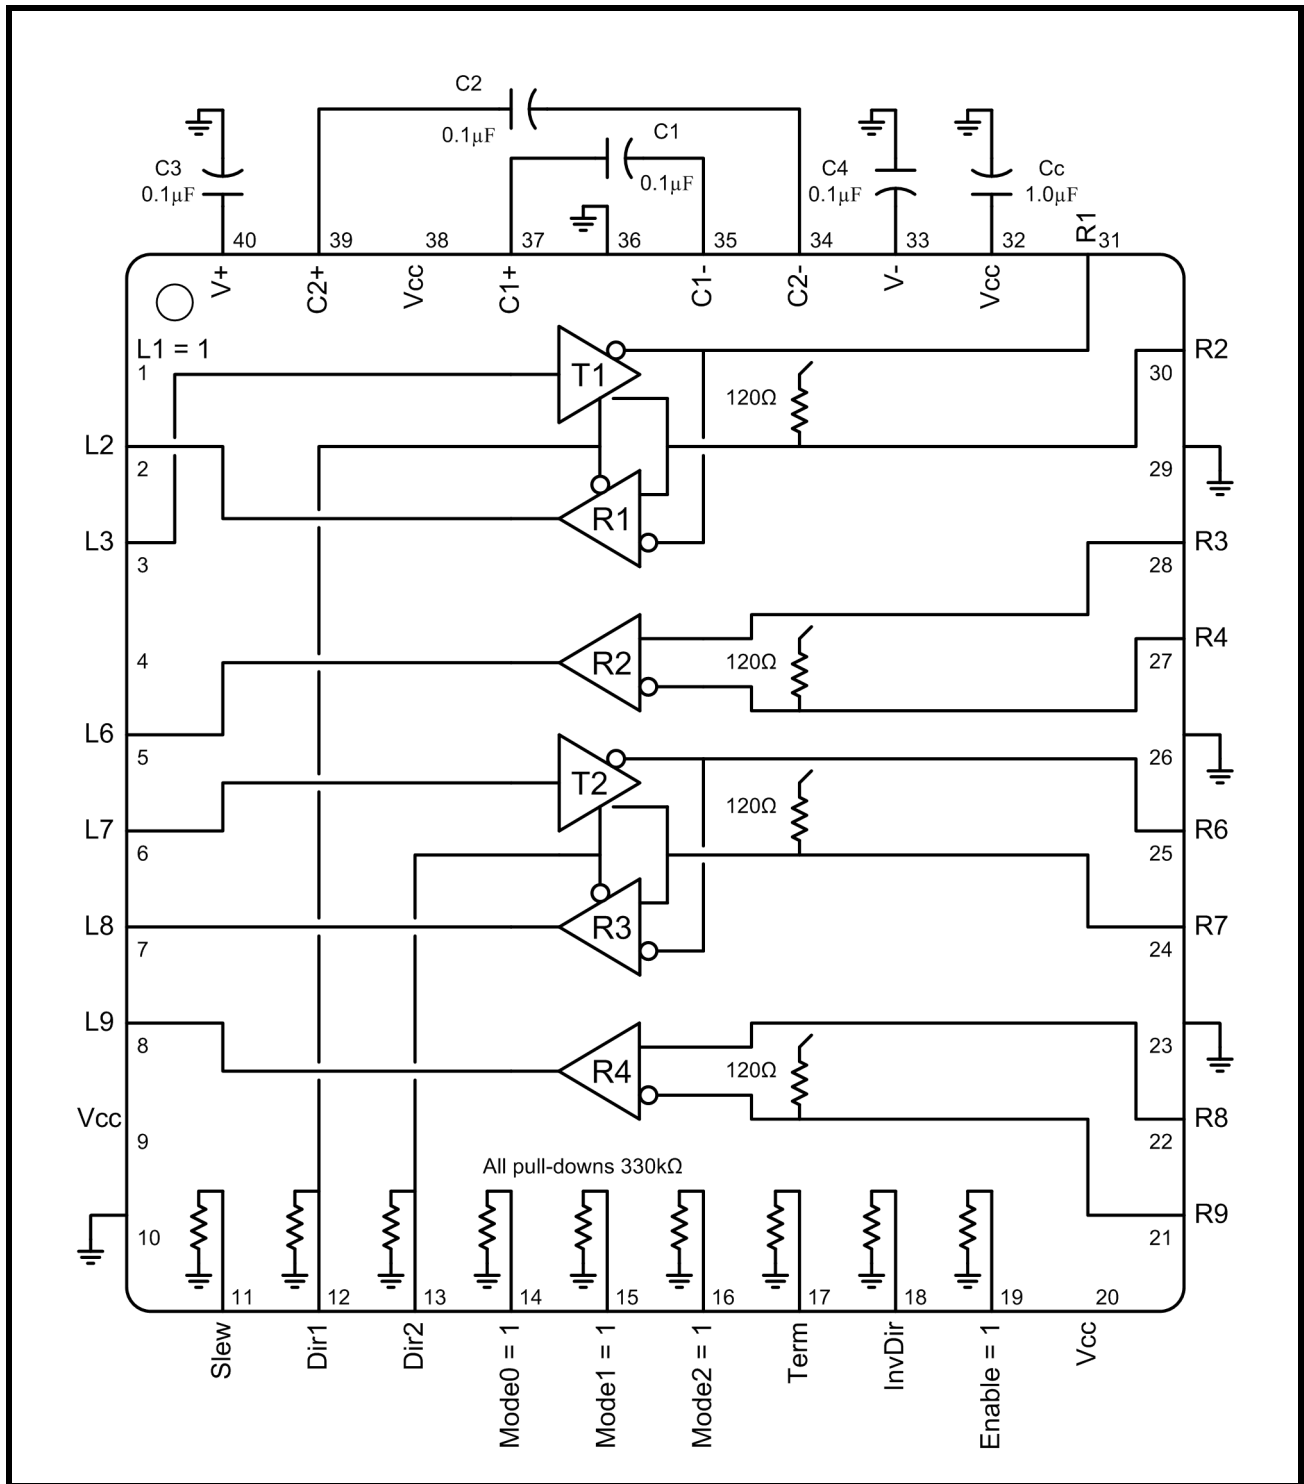 C2
0.1µF
C1
0.1µF
C3
0.1µF
C4
0.1µF
Cc
1.0µF
R1
40
39
38
37
36
35
34
33
32
31
V+
C2+
Vcc
C1+
C1-
C2-
V-
Vcc
L1 = 1
1
T1
120Ω
R2
30
L2
2
29
R1
L3
3
R3
28
4
R2
120Ω
R4
27
L6
5
26
T2
120Ω
L7
6
R6
25
L8
7
R3
R7
24
L9
8
23
R4
120Ω
Vcc
9
R8
22
All pull-downs 330kΩ
10
R9
21
11
12
13
14
15
16
17
18
19
20
Slew
Dir1
Dir2
Mode0 = 1
Mode1 = 1
Mode2 = 1
Term
InvDir
Enable = 1
Vcc